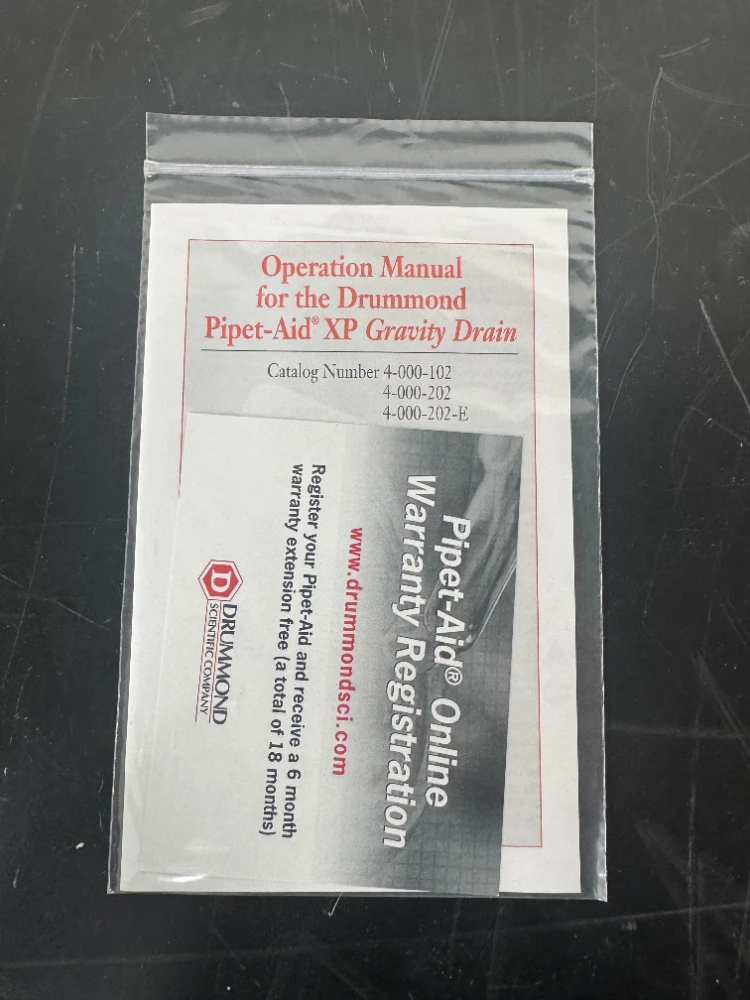 Operation Manual
for the Drummond
Pipet-Aid® XP Gravity Drain
Catalog Number 4-000-102
4-000-202
4-000-202-E
Pipet-Aid® Online
Warranty Registration
www.drummondsci.com
Register your Pipet-Aid and receive a 6 month
warranty extension free (a total of 18 months)
D
DRUMMOND
SCIENTIFIC COMPANY